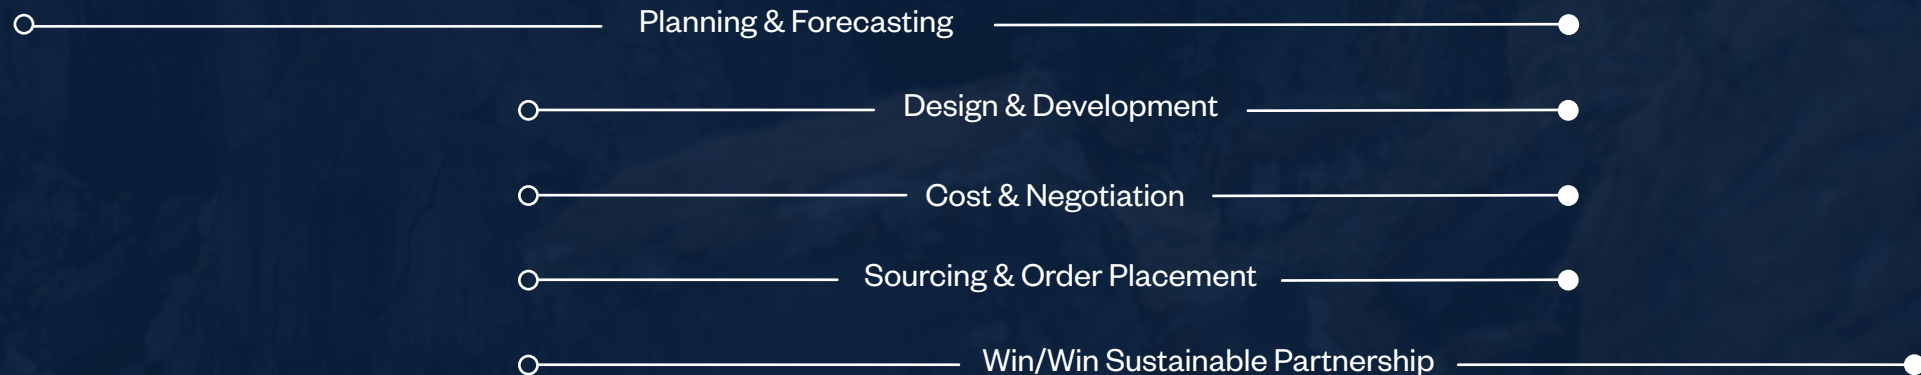 Planning & Forecasting
Design & Development
Cost & Negotiation
Sourcing & Order Placement
Win/Win Sustainable Partnership